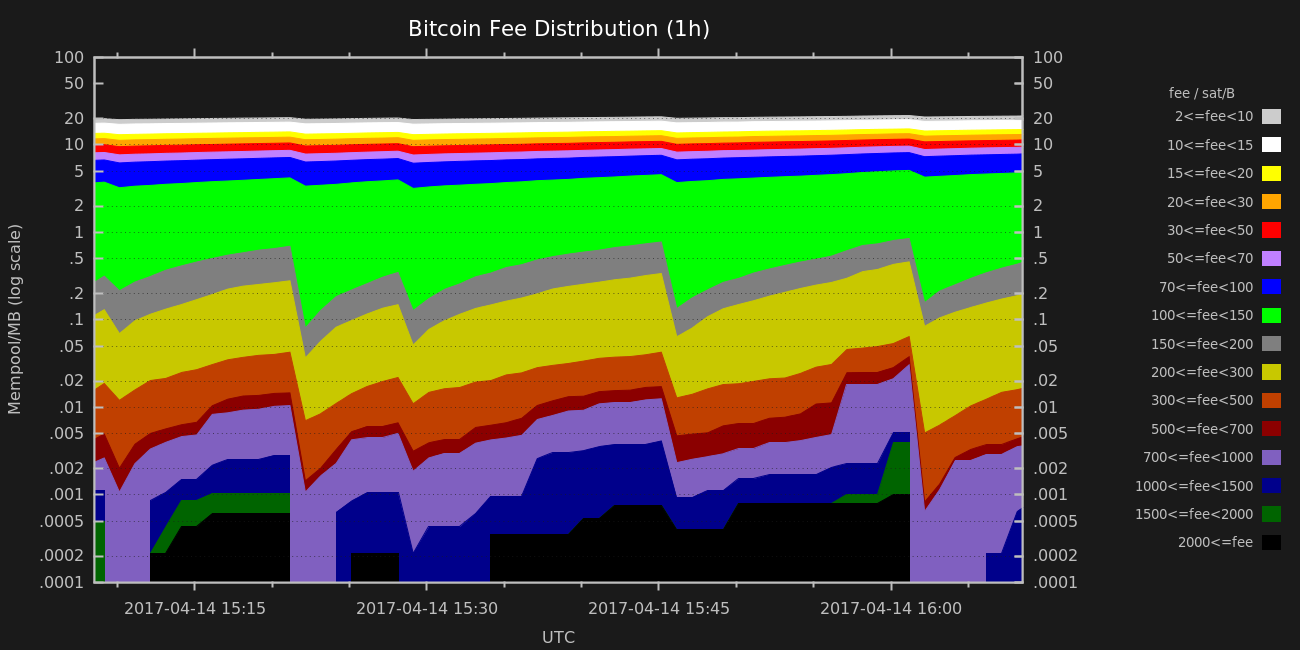 Bitcoin Fee Distribution (1h)
100 100
50 50
fee / sat/B
20 20
2<=fee<10
10 10
10<=fee<15
5 5
15<=fee<20
2 2
20<=fee<30
1 1
30<=fee<50
.5 .5
50<=fee<70
.2 .2
70<=fee<100
.1 .1
100<=fee<150
.05 .05
150<=fee<200
.02 .02
200<=fee<300
.01 .01
300<=fee<500
.005 .005
500<=fee<700
.002 .002
700<=fee<1000
.001 .001
1000<=fee<1500
.0005 .0005
1500<=fee<2000
.0002 .0002
2000<=fee
.0001 .0001
Mempool/MB (log scale)
2017-04-14 15:15 2017-04-14 15:30 2017-04-14 15:45 2017-04-14 16:00
UTC